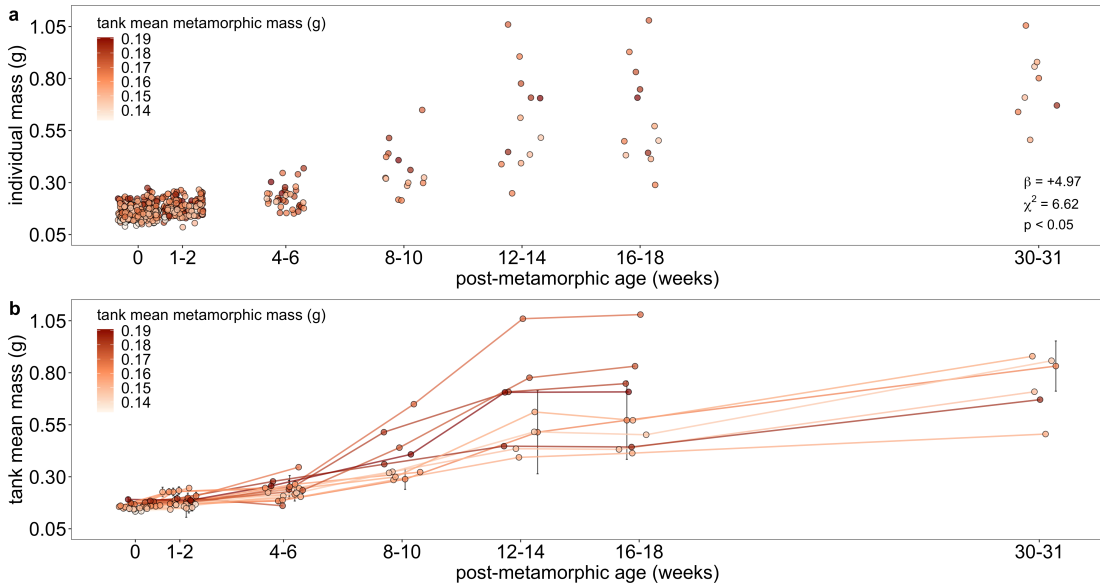 a
tank mean metamorphic mass (g)
0.19
0.18
0.17
0.16
0.15
0.14
individual mass (g)
1.05
0.80
0.55
0.30
0.05
β = +4.97
χ² = 6.62
p < 0.05
0 1-2 4-6 8-10 12-14 16-18 30-31
post-metamorphic age (weeks)
b
tank mean metamorphic mass (g)
0.19
0.18
0.17
0.16
0.15
0.14
tank mean mass (g)
1.05
0.80
0.55
0.30
0.05
0 1-2 4-6 8-10 12-14 16-18 30-31
post-metamorphic age (weeks)